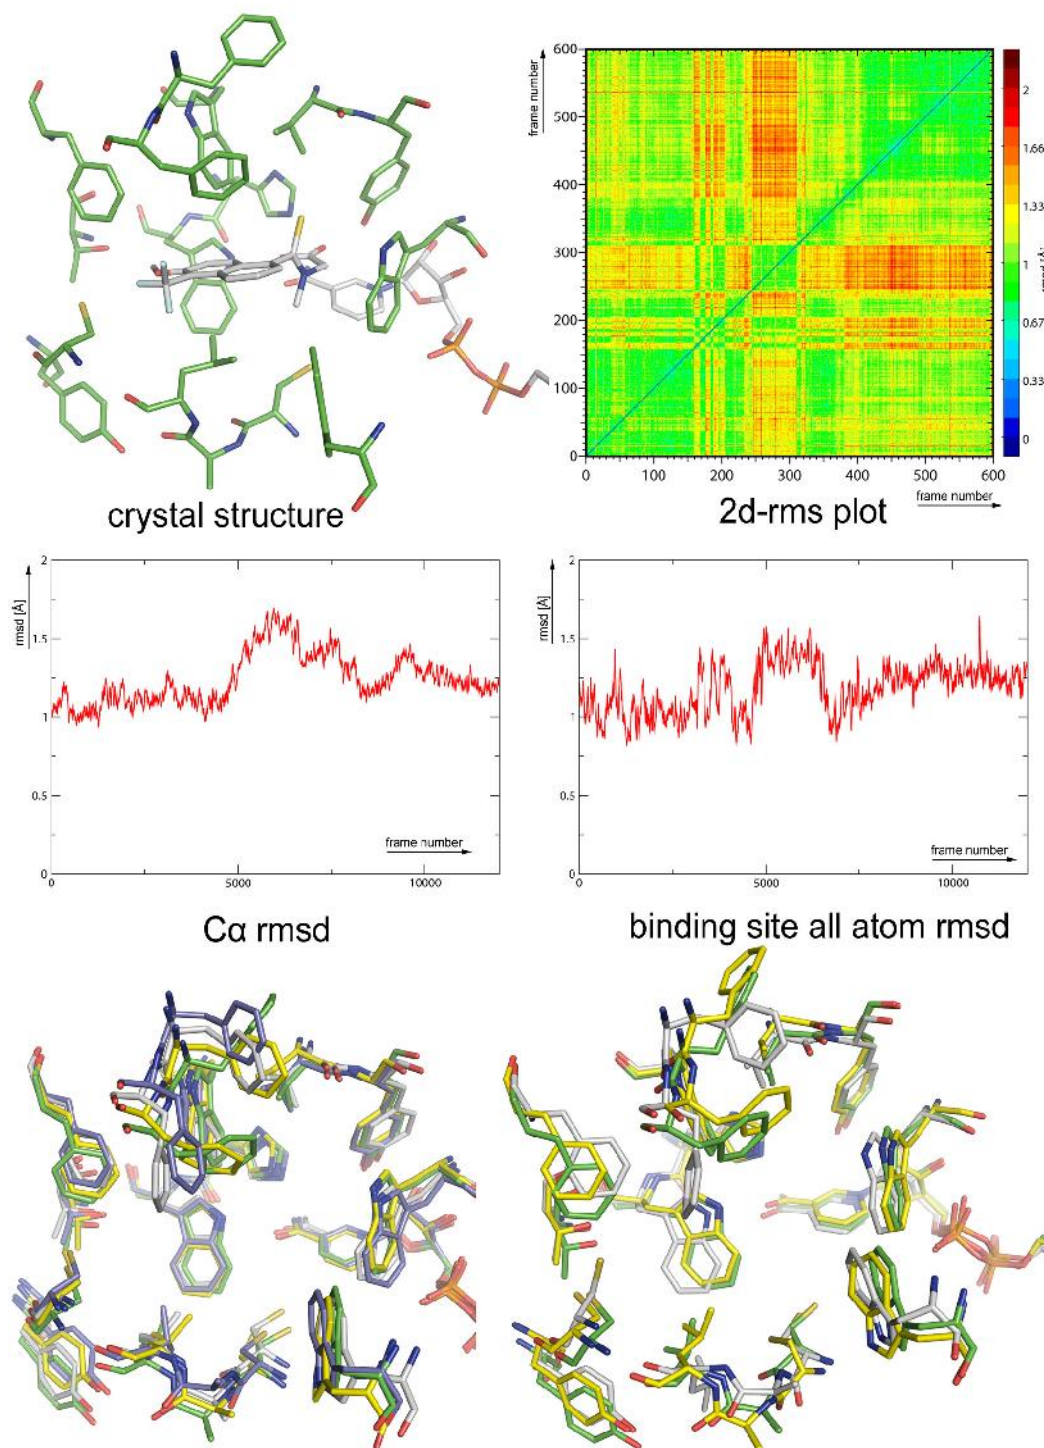 frame number
600
500
400
300
200
100
0
0 100 200 300 400 500 600
frame number
2
1.66
1.33
1
0.67
0.33
0
rmsd [Å]
crystal structure
2d-rms plot
rmsd [Å]
2
1.5
1
0.5
0
0 5000 10000
frame number
Cα rmsd
rmsd [Å]
2
1.5
1
0.5
0
0 5000 10000
frame number
binding site all atom rmsd